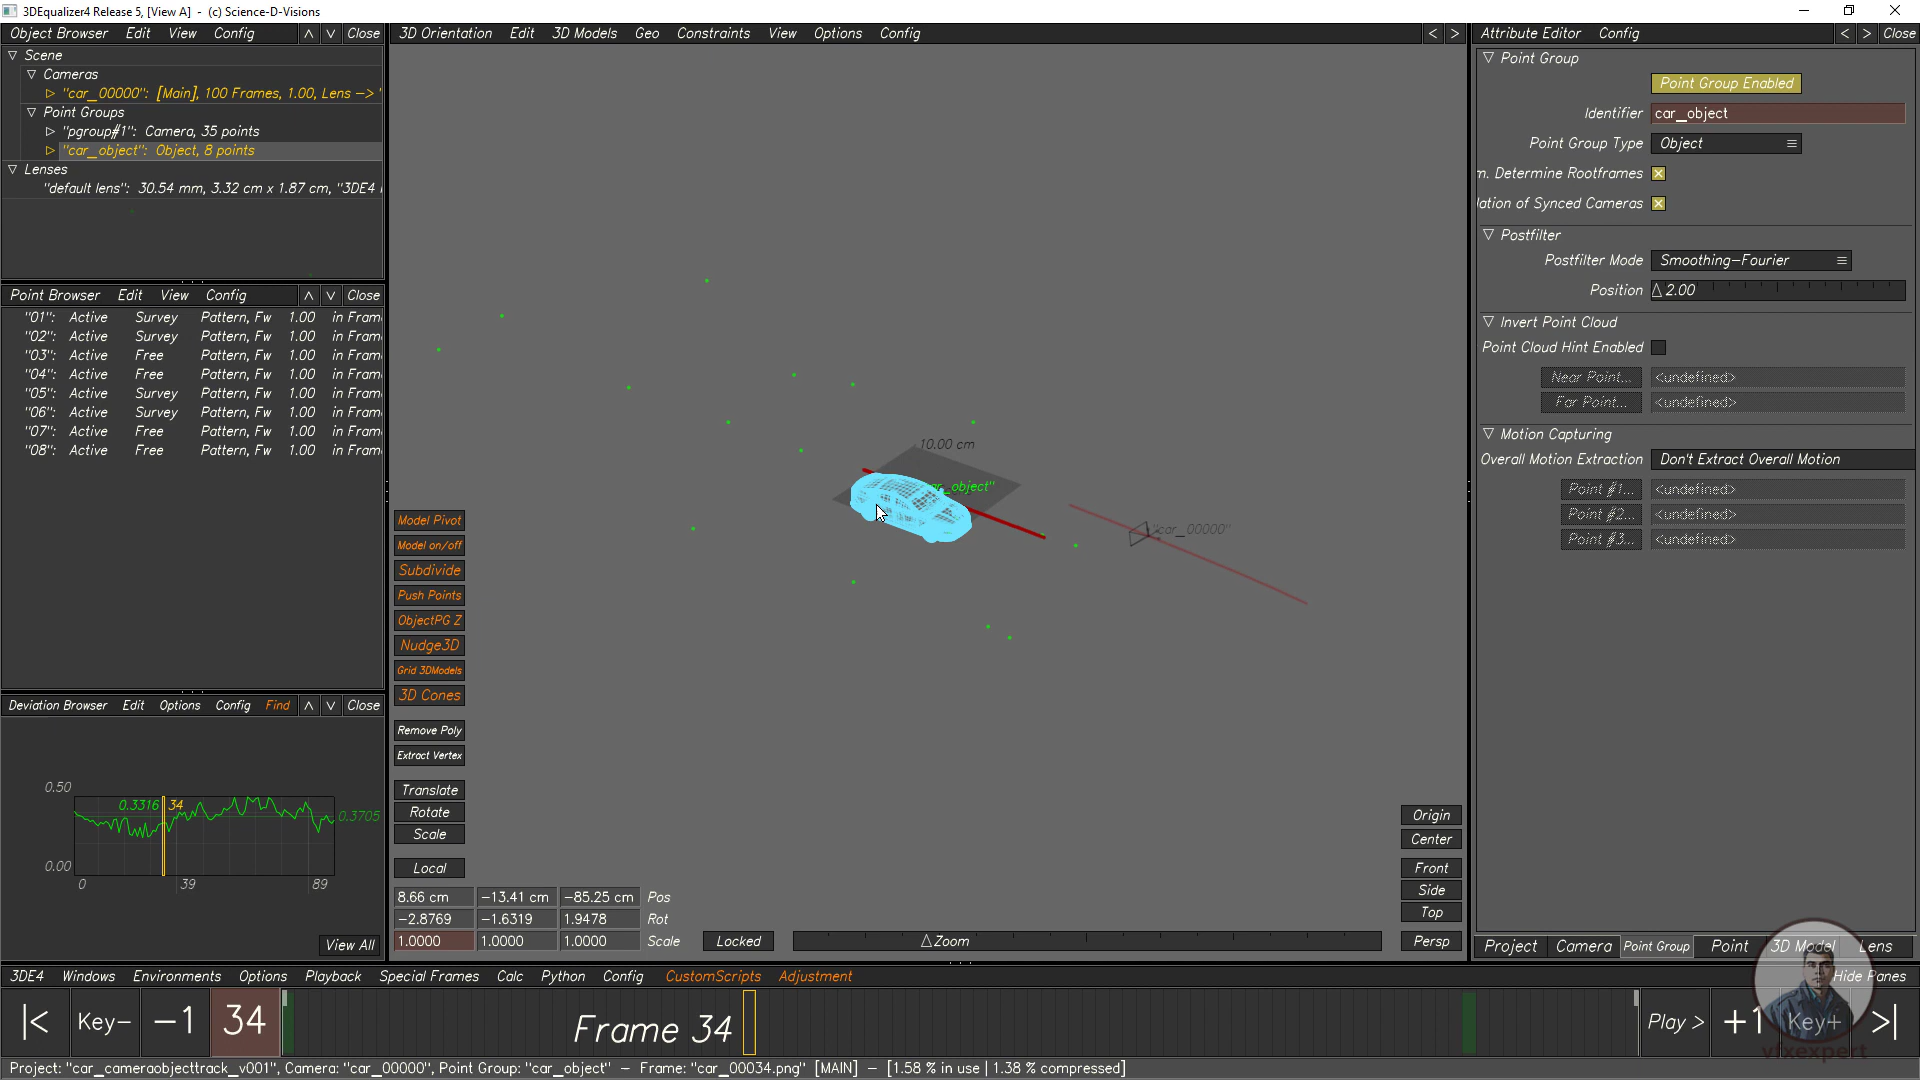 3DEqualizer4 Release 5, [View A]  -  (c) Science-D-Visions
Object Browser Edit View Config Close
Scene
Cameras
"car_00000": [Main], 100 Frames, 1.00, Lens -> "
Point Groups
"pgroup#1": Camera, 35 points
"car_object": Object, 8 points
Lenses
"default lens": 30.54 mm, 3.32 cm x 1.87 cm, "3DE4
Point Browser Edit View Config Close
"01": Active Survey Pattern, Fw 1.00 in Fram
"02": Active Survey Pattern, Fw 1.00 in Fram
"03": Active Free Pattern, Fw 1.00 in Fram
"04": Active Free Pattern, Fw 1.00 in Fram
"05": Active Survey Pattern, Fw 1.00 in Fram
"06": Active Survey Pattern, Fw 1.00 in Fram
"07": Active Free Pattern, Fw 1.00 in Fram
"08": Active Free Pattern, Fw 1.00 in Fram
Deviation Browser Edit Options Config Find Close
0.50
0.3316 34
0.3705
0.00
0 39 89
View All
3D Orientation Edit 3D Models Geo Constraints View Options Config < >
10.00 cm
"car_00000"
Model Pivot
Model on/off
Subdivide
Push Points
ObjectPG Z
Nudge3D
Grid 3DModels
3D Cones
Remove Poly
Extract Vertex
Translate
Rotate
Scale
Local
8.66 cm -13.41 cm -85.25 cm Pos
-2.8769 -1.6319 1.9478 Rot
1.0000 1.0000 1.0000 Scale Locked Zoom
Origin
Center
Front
Side
Top
Persp
Attribute Editor Config < > Close
Point Group
Point Group Enabled
Identifier car_object
Point Group Type Object
m. Determine Rootframes
lation of Synced Cameras
Postfilter
Postfilter Mode Smoothing-Fourier
Position 2.00
Invert Point Cloud
Point Cloud Hint Enabled
Near Point... <undefined>
Far Point... <undefined>
Motion Capturing
Overall Motion Extraction Don't Extract Overall Motion
Point #1... <undefined>
Point #2... <undefined>
Point #3... <undefined>
Project Camera Point Group Point 3D Model Lens
3DE4 Windows Environments Options Playback Special Frames Calc Python Config CustomScripts Adjustment Hide Panes
|< Key- -1 34 Frame 34 Play > +1 Key+ >|
vfxexpert
Project: "car_cameraobjecttrack_v001", Camera: "car_00000", Point Group: "car_object" - Frame: "car_00034.png" [MAIN] - [1.58 % in use | 1.38 % compressed]